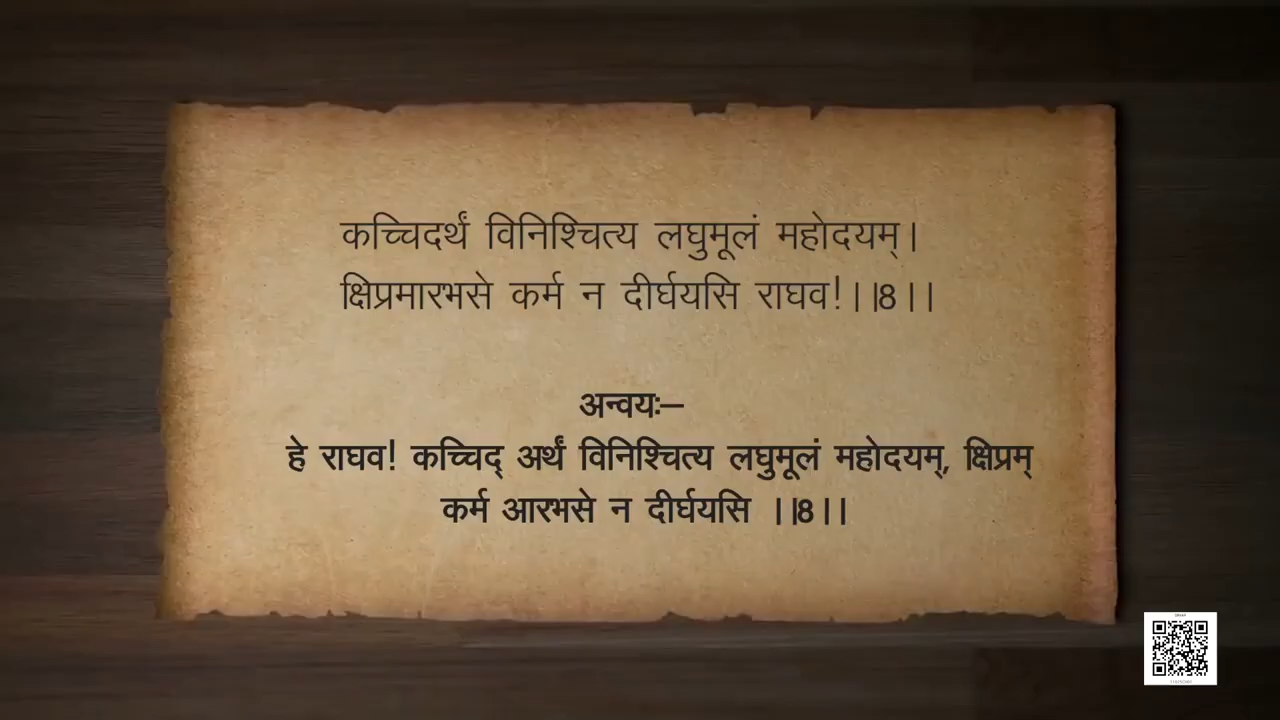 कच्चिदर्थं विनिश्चित्य लघुमूलं महोदयम्।
क्षिप्रमारभसे कर्म न दीर्घयसि राघव!||8||
अन्वयः–
हे राघव! कच्चिद् अर्थं विनिश्चित्य लघुमूलं महोदयम्, क्षिप्रम्
कर्म आरभसे न दीर्घयसि ||8||